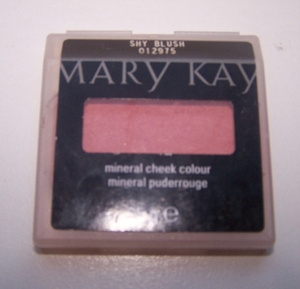 SHY BLUSH
012975
MARY KAY
mineral cheek colour
mineral puderrouge
e